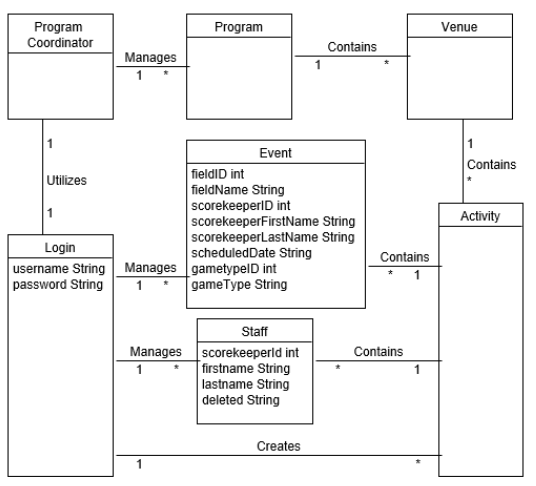 Program
Coordinator
Manages
1 *
Program
Contains
1 *
Venue
1
Utilizes
1
1
Contains
*
Event
fieldID int
fieldName String
scorekeeperID int
scorekeeperFirstName String
scorekeeperLastName String
scheduledDate String
gametypeID int
gameType String
Activity
Login
username String
password String
Manages
1 *
Contains
* 1
Staff
scorekeeperId int
firstname String
lastname String
deleted String
Manages
1 *
Contains
* 1
Creates
1 *